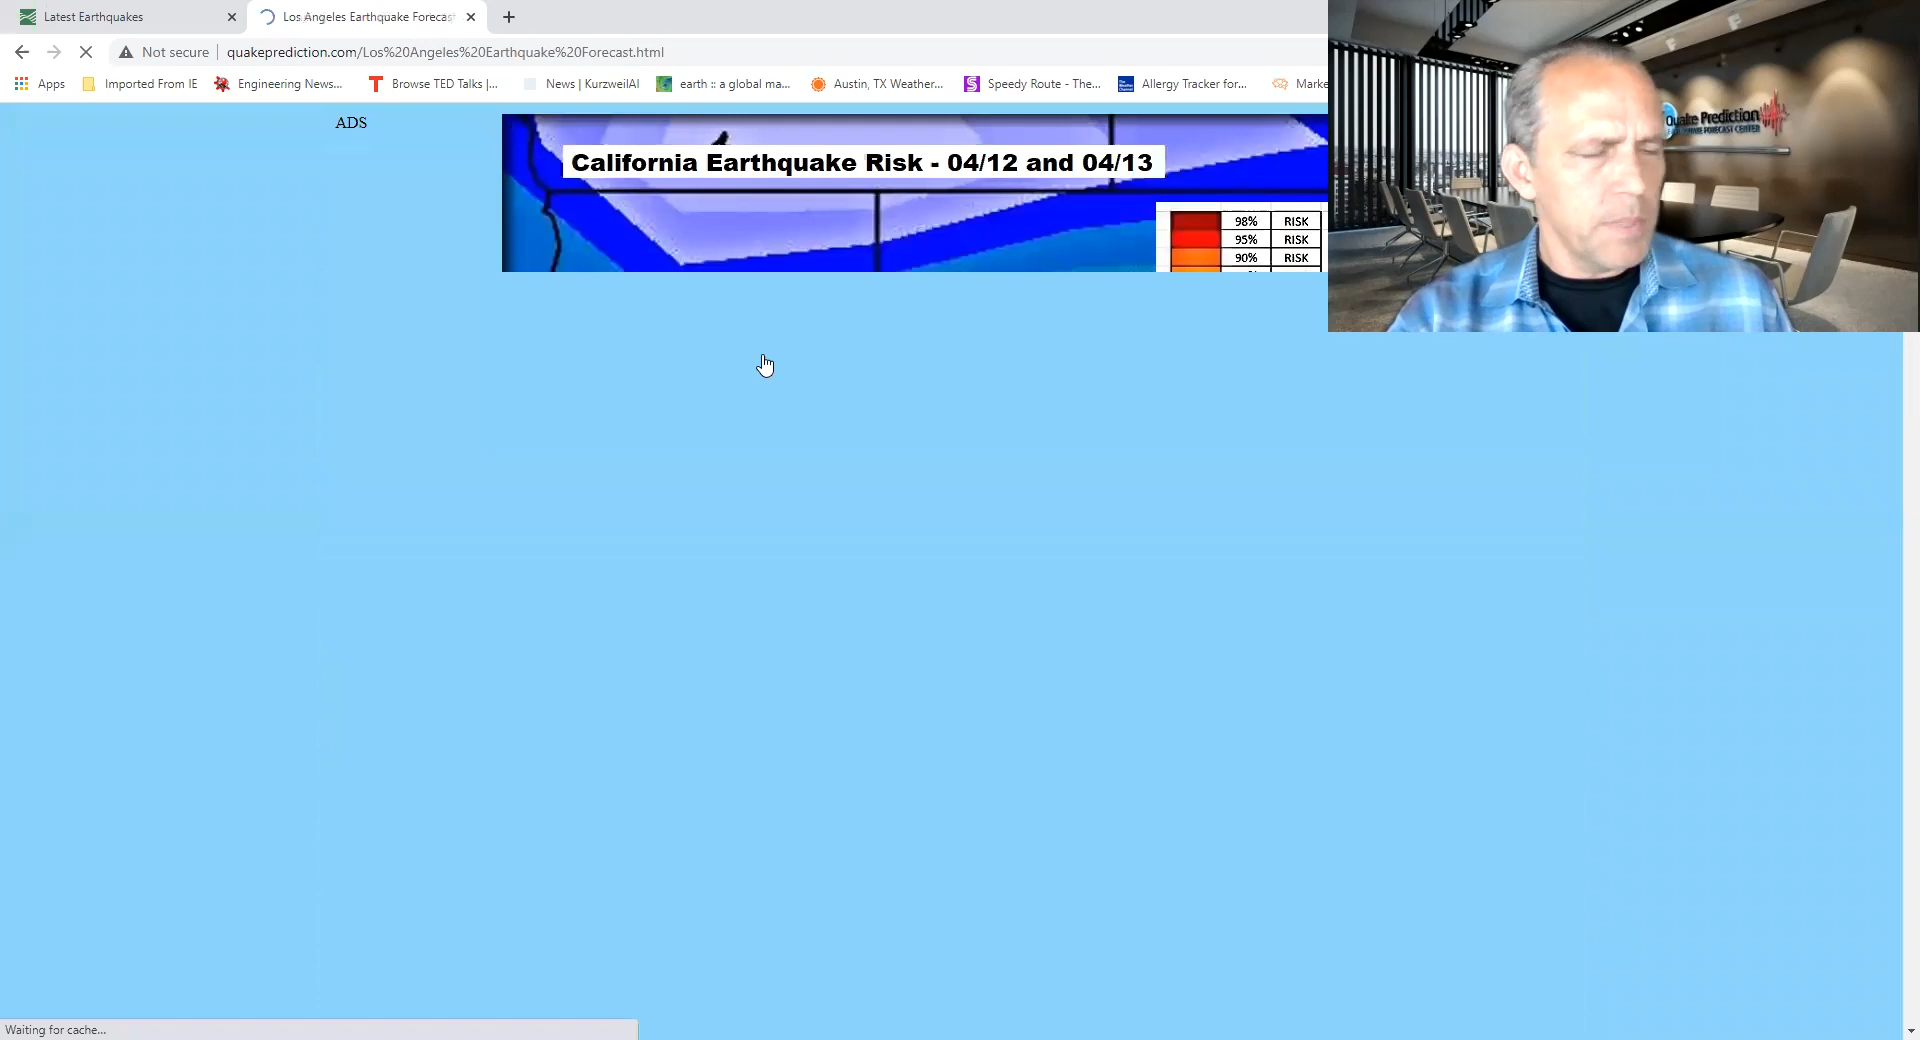 Latest Earthquakes
Los Angeles Earthquake Forecast
Not secure
quakeprediction.com/Los%20Angeles%20Earthquake%20Forecast.html
Apps
Imported From IE
Engineering News...
Browse TED Talks |...
News | KurzweilAI
earth :: a global ma...
Austin, TX Weather...
Speedy Route - The...
Allergy Tracker for...
Marke
ADS
California Earthquake Risk - 04/12 and 04/13
98% RISK
95% RISK
90% RISK
Quake Prediction
Waiting for cache...